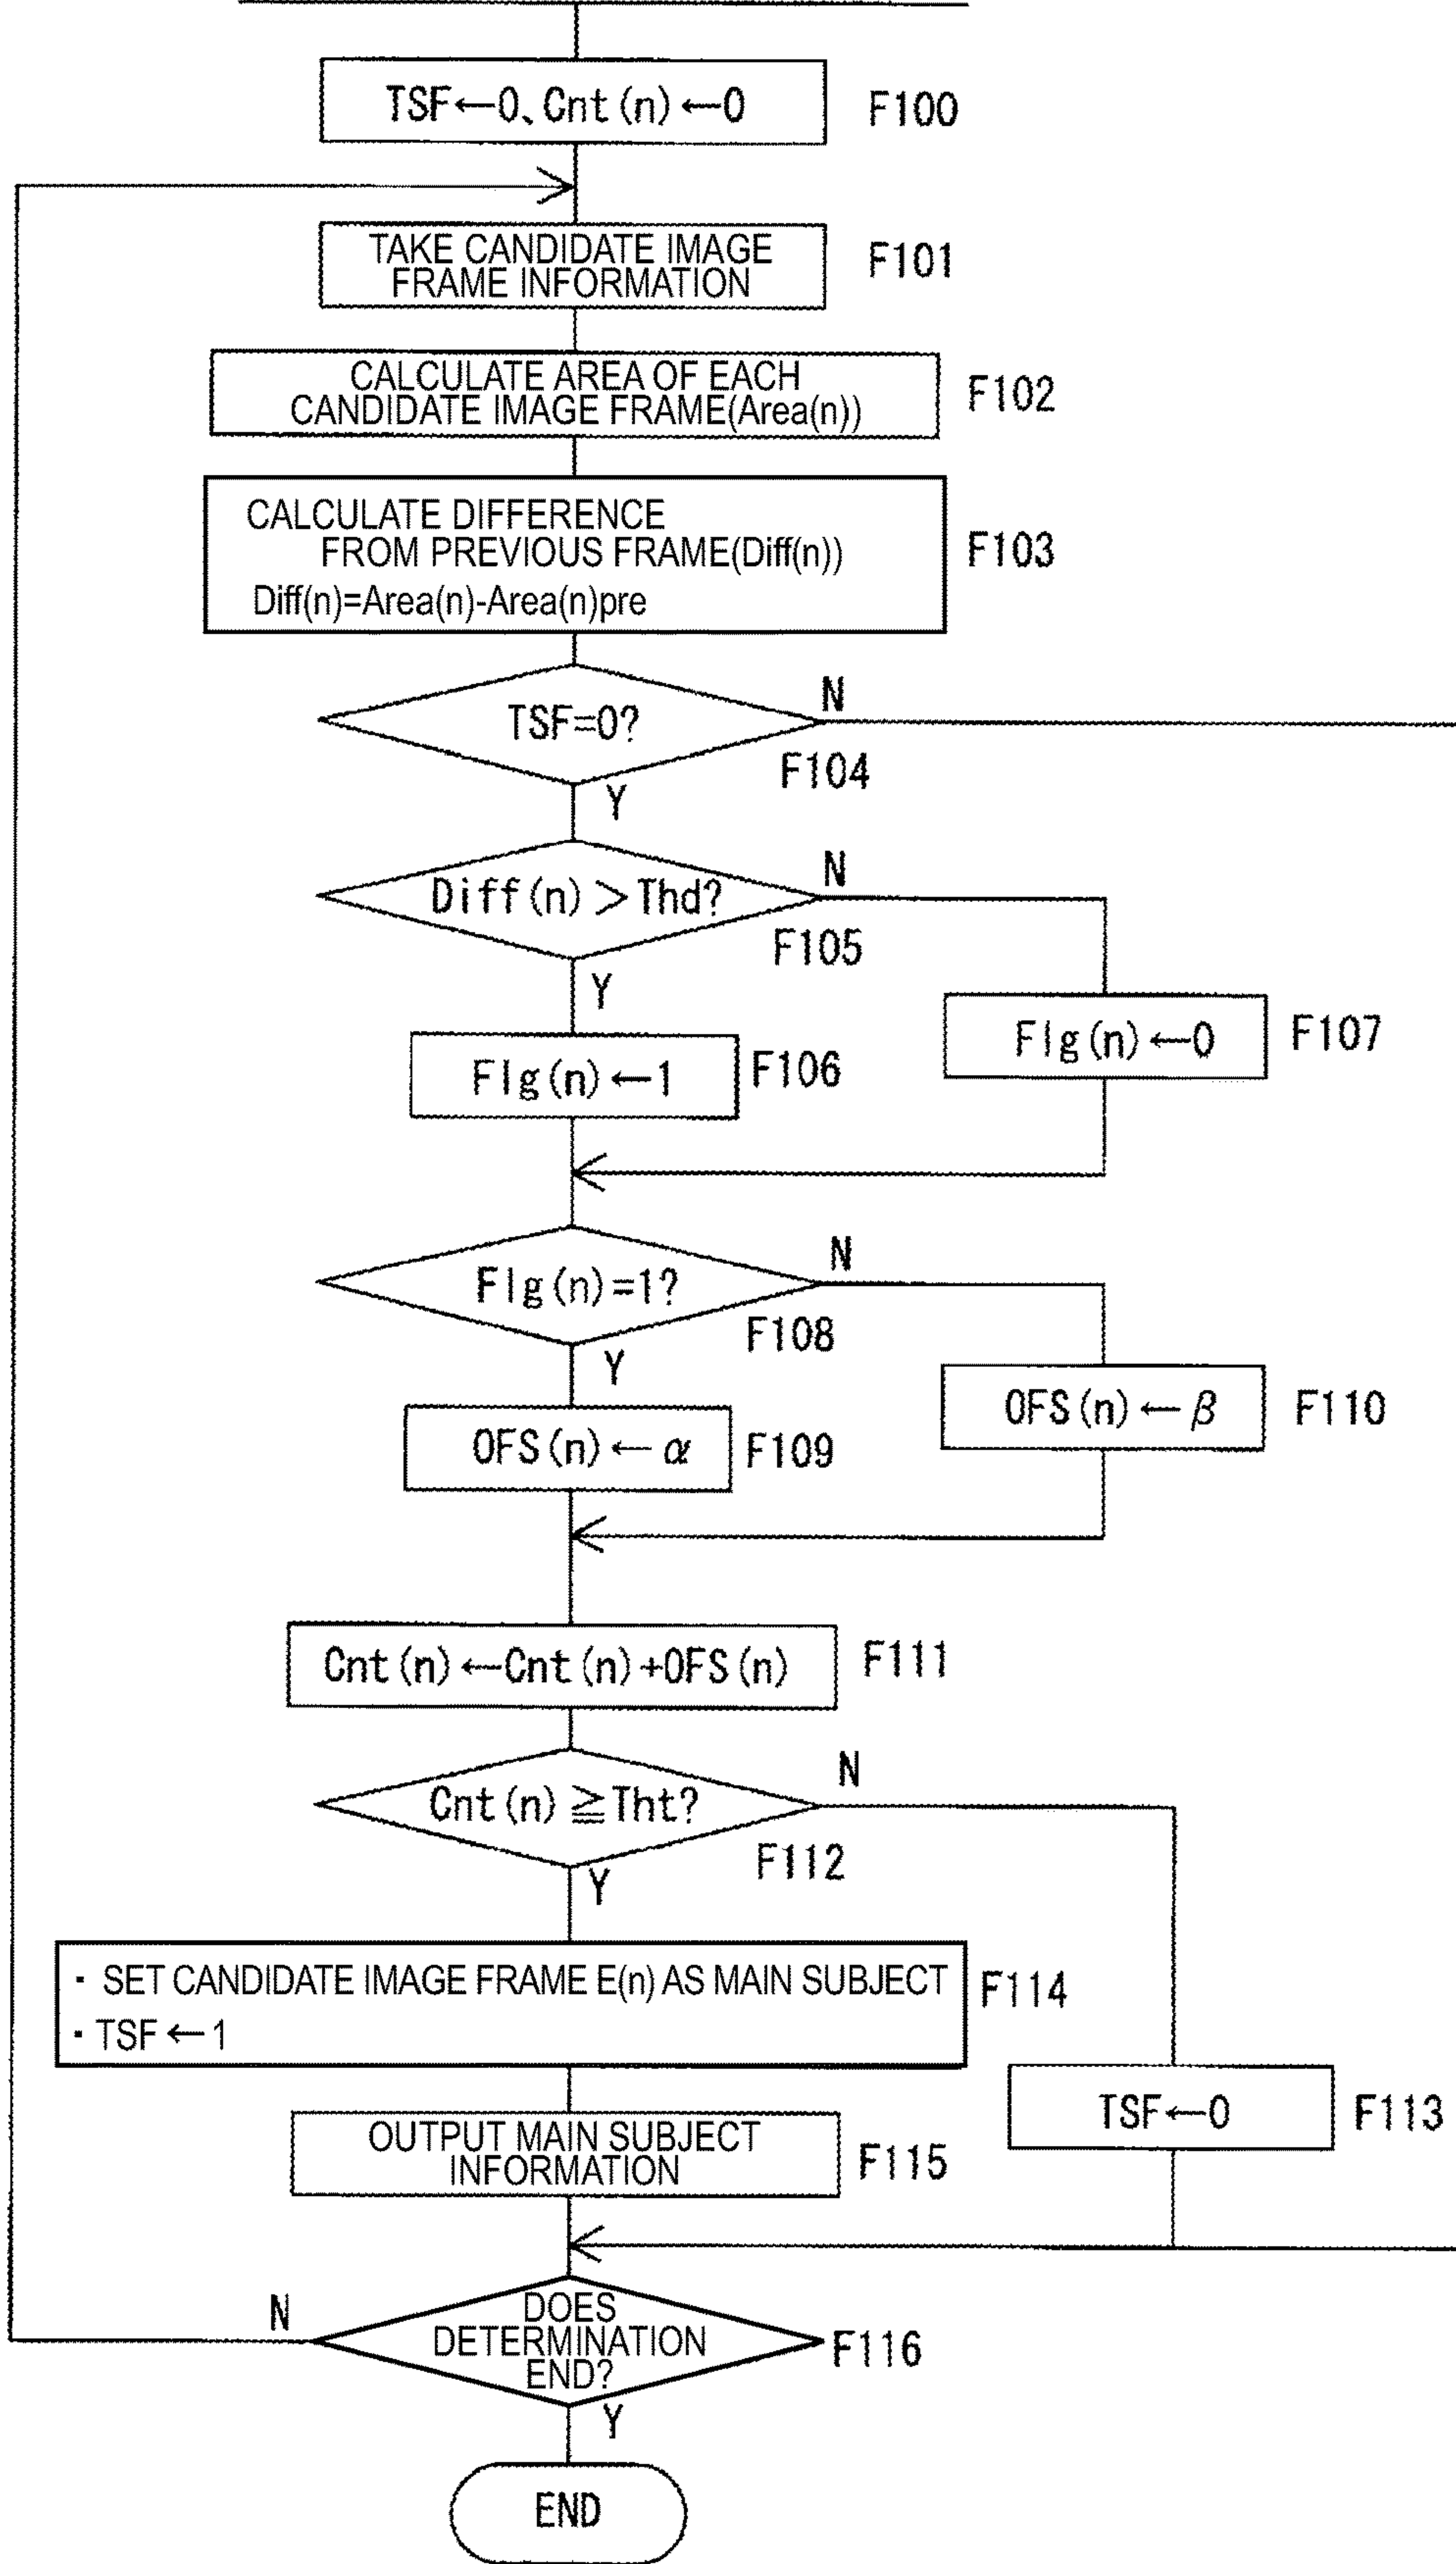 TSF←0、Cnt(n)←0
F100
TAKE CANDIDATE IMAGE
FRAME INFORMATION
F101
CALCULATE AREA OF EACH
CANDIDATE IMAGE FRAME(Area(n))
F102
CALCULATE DIFFERENCE
FROM PREVIOUS FRAME(Diff(n))
Diff(n)=Area(n)-Area(n)pre
F103
TSF=0?
N
F104
Y
Diff(n)>Thd?
N
F105
Y
Flg(n)←1
F106
Flg(n)←0
F107
Flg(n)=1?
N
F108
Y
OFS(n)←α
F109
OFS(n)←β
F110
Cnt(n)←Cnt(n)+OFS(n)
F111
Cnt(n)≧Tht?
N
F112
Y
・SET CANDIDATE IMAGE FRAME E(n) AS MAIN SUBJECT
・TSF←1
F114
TSF←0
F113
OUTPUT MAIN SUBJECT
INFORMATION
F115
DOES
DETERMINATION
END?
N
F116
Y
END